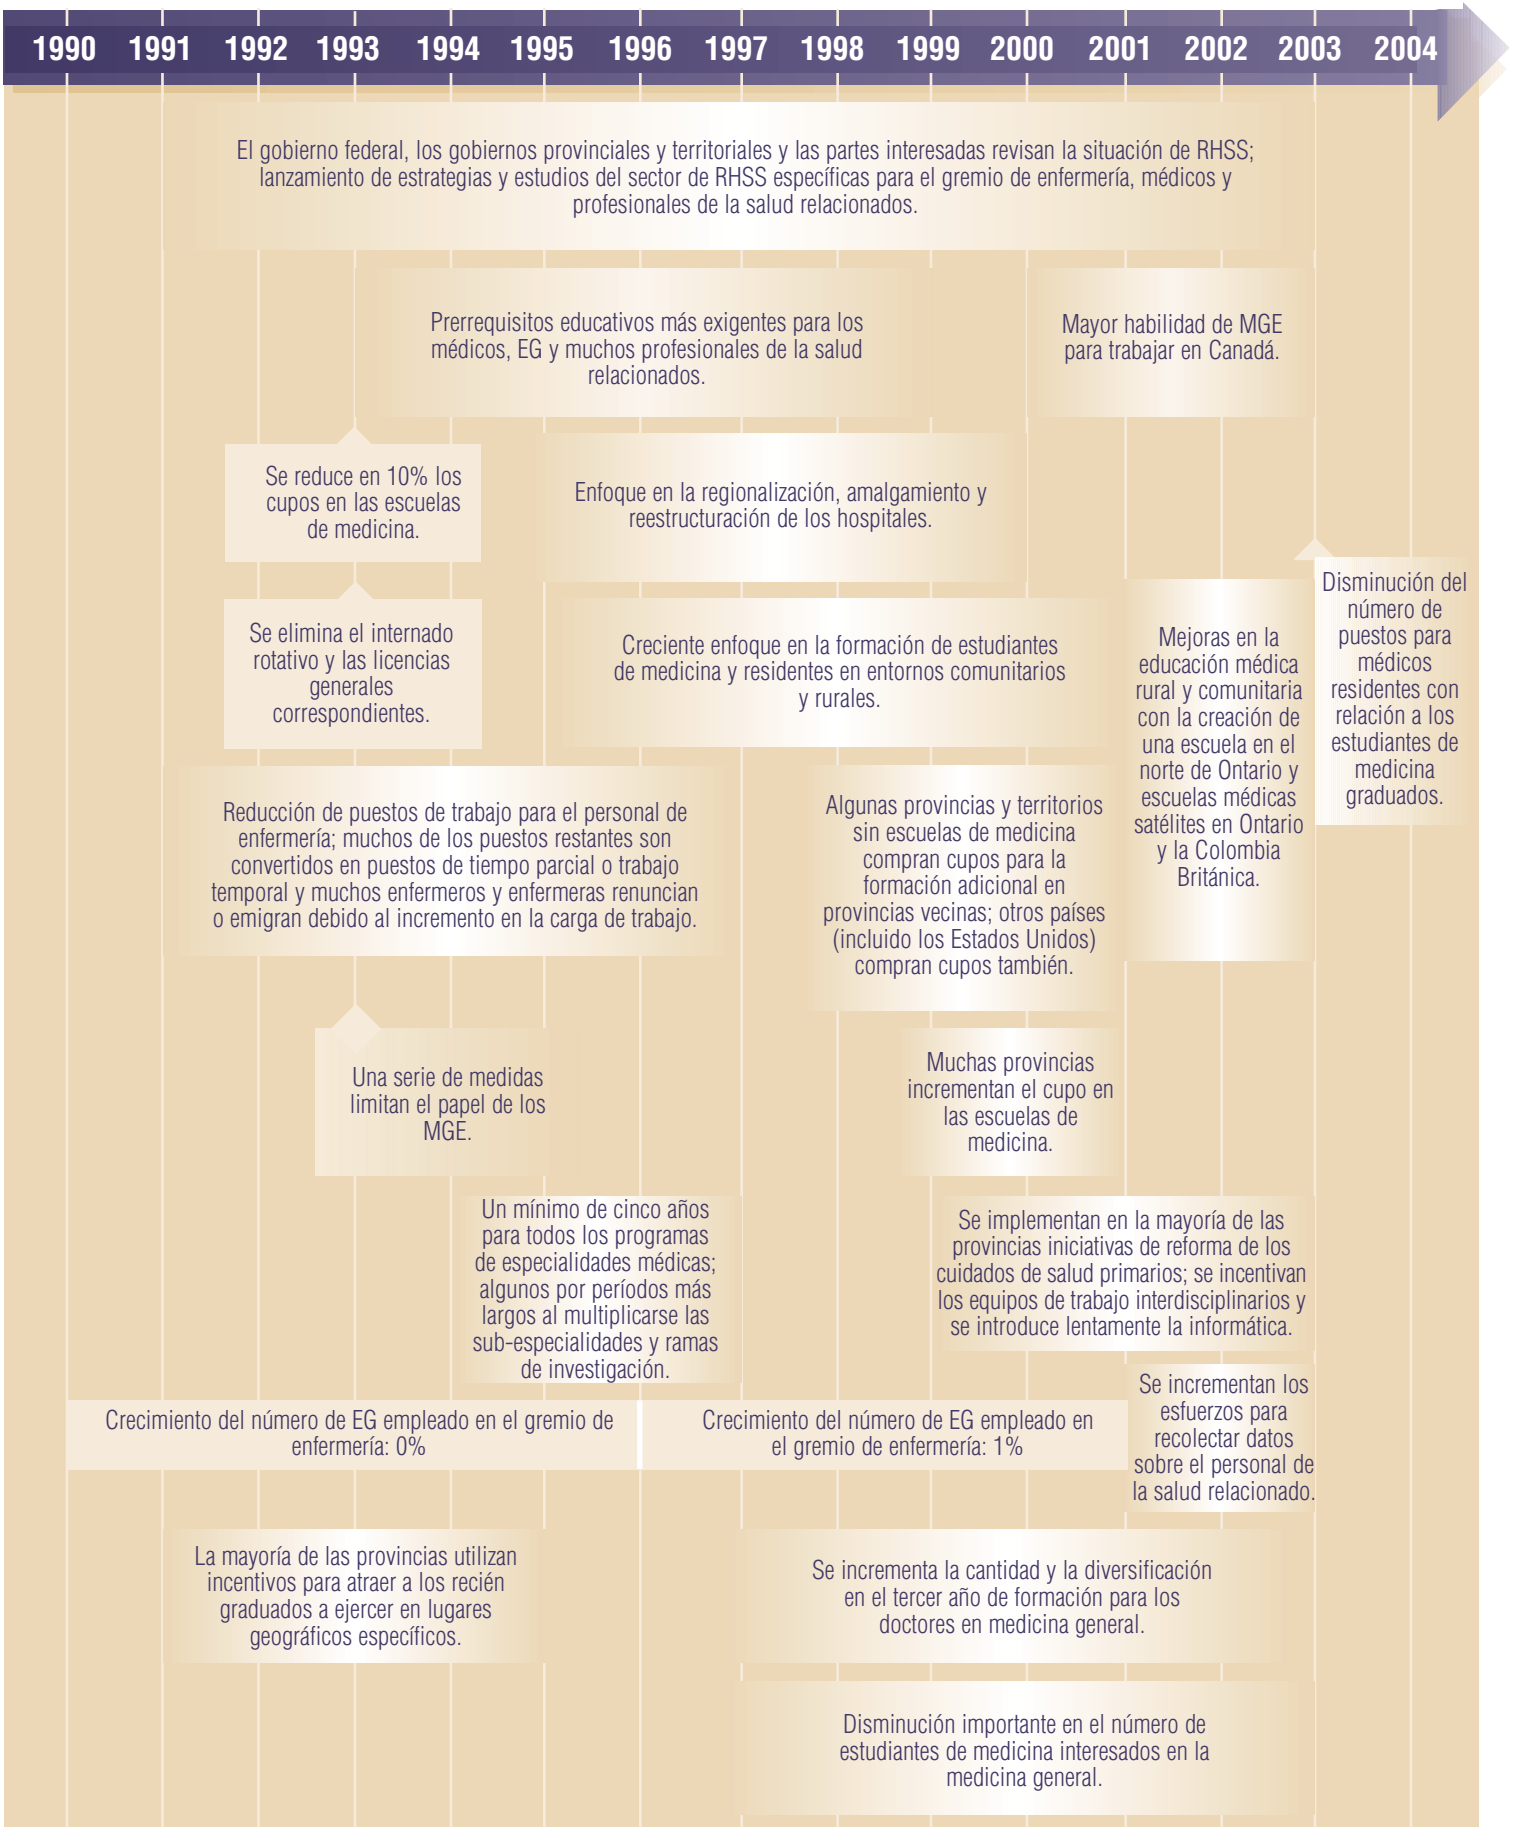 1990 1991 1992 1993 1994 1995 1996 1997 1998 1999 2000 2001 2002 2003 2004
El gobierno federal, los gobiernos provinciales y territoriales y las partes interesadas revisan la situación de RHSS;
lanzamiento de estrategias y estudios del sector de RHSS específicas para el gremio de enfermería, médicos y
profesionales de la salud relacionados.
Prerrequisitos educativos más exigentes para los
médicos, EG y muchos profesionales de la salud
relacionados.
Mayor habilidad de MGE
para trabajar en Canadá.
Se reduce en 10% los
cupos en las escuelas
de medicina.
Enfoque en la regionalización, amalgamiento y
reestructuración de los hospitales.
Se elimina el internado
rotativo y las licencias
generales
correspondientes.
Creciente enfoque en la formación de estudiantes
de medicina y residentes en entornos comunitarios
y rurales.
Mejoras en la
educación médica
rural y comunitaria
con la creación de
una escuela en el
norte de Ontario y
escuelas médicas
satélites en Ontario
y la Colombia
Británica.
Disminución del
número de
puestos para
médicos
residentes con
relación a los
estudiantes de
medicina
graduados.
Reducción de puestos de trabajo para el personal de
enfermería; muchos de los puestos restantes son
convertidos en puestos de tiempo parcial o trabajo
temporal y muchos enfermeros y enfermeras renuncian
o emigran debido al incremento en la carga de trabajo.
Algunas provincias y territorios
sin escuelas de medicina
compran cupos para la
formación adicional en
provincias vecinas; otros países
(incluido los Estados Unidos)
compran cupos también.
Una serie de medidas
limitan el papel de los
MGE.
Muchas provincias
incrementan el cupo en
las escuelas de
medicina.
Un mínimo de cinco años
para todos los programas
de especialidades médicas;
algunos por períodos más
largos al multiplicarse las
sub-especialidades y ramas
de investigación.
Se implementan en la mayoría de las
provincias iniciativas de reforma de los
cuidados de salud primarios; se incentivan
los equipos de trabajo interdisciplinarios y
se introduce lentamente la informática.
Crecimiento del número de EG empleado en el gremio de
enfermería: 0%
Crecimiento del número de EG empleado en
el gremio de enfermería: 1%
Se incrementan los
esfuerzos para
recolectar datos
sobre el personal de
la salud relacionado.
La mayoría de las provincias utilizan
incentivos para atraer a los recién
graduados a ejercer en lugares
geográficos específicos.
Se incrementa la cantidad y la diversificación
en el tercer año de formación para los
doctores en medicina general.
Disminución importante en el número de
estudiantes de medicina interesados en la
medicina general.